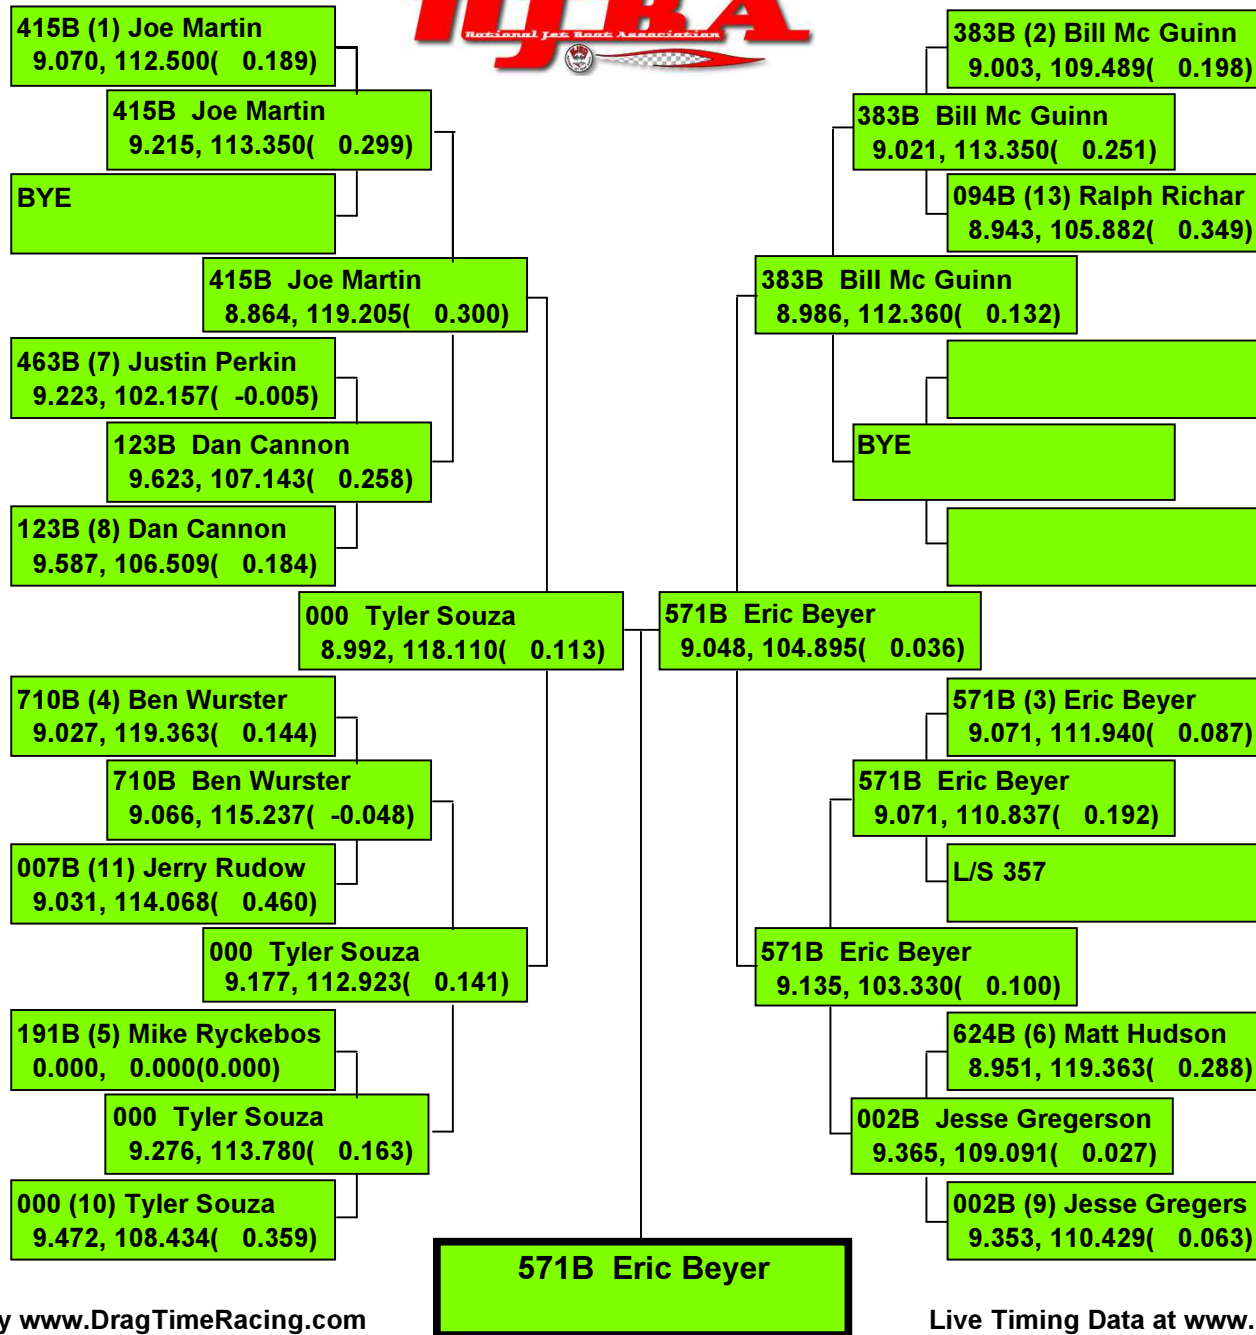 NJBA
National Jet Boat Association
415B (1) Joe Martin
9.070, 112.500( 0.189)
415B Joe Martin
9.215, 113.350( 0.299)
BYE
415B Joe Martin
8.864, 119.205( 0.300)
463B (7) Justin Perkin
9.223, 102.157( -0.005)
123B Dan Cannon
9.623, 107.143( 0.258)
123B (8) Dan Cannon
9.587, 106.509( 0.184)
000 Tyler Souza
8.992, 118.110( 0.113)
710B (4) Ben Wurster
9.027, 119.363( 0.144)
710B Ben Wurster
9.066, 115.237( -0.048)
007B (11) Jerry Rudow
9.031, 114.068( 0.460)
000 Tyler Souza
9.177, 112.923( 0.141)
191B (5) Mike Ryckebos
0.000, 0.000(0.000)
000 Tyler Souza
9.276, 113.780( 0.163)
000 (10) Tyler Souza
9.472, 108.434( 0.359)
383B (2) Bill Mc Guinn
9.003, 109.489( 0.198)
383B Bill Mc Guinn
9.021, 113.350( 0.251)
094B (13) Ralph Richar
8.943, 105.882( 0.349)
383B Bill Mc Guinn
8.986, 112.360( 0.132)
BYE
571B Eric Beyer
9.048, 104.895( 0.036)
571B (3) Eric Beyer
9.071, 111.940( 0.087)
571B Eric Beyer
9.071, 110.837( 0.192)
L/S 357
571B Eric Beyer
9.135, 103.330( 0.100)
624B (6) Matt Hudson
8.951, 119.363( 0.288)
002B Jesse Gregerson
9.365, 109.091( 0.027)
002B (9) Jesse Gregers
9.353, 110.429( 0.063)
571B Eric Beyer
y www.DragTimeRacing.com
Live Timing Data at www.